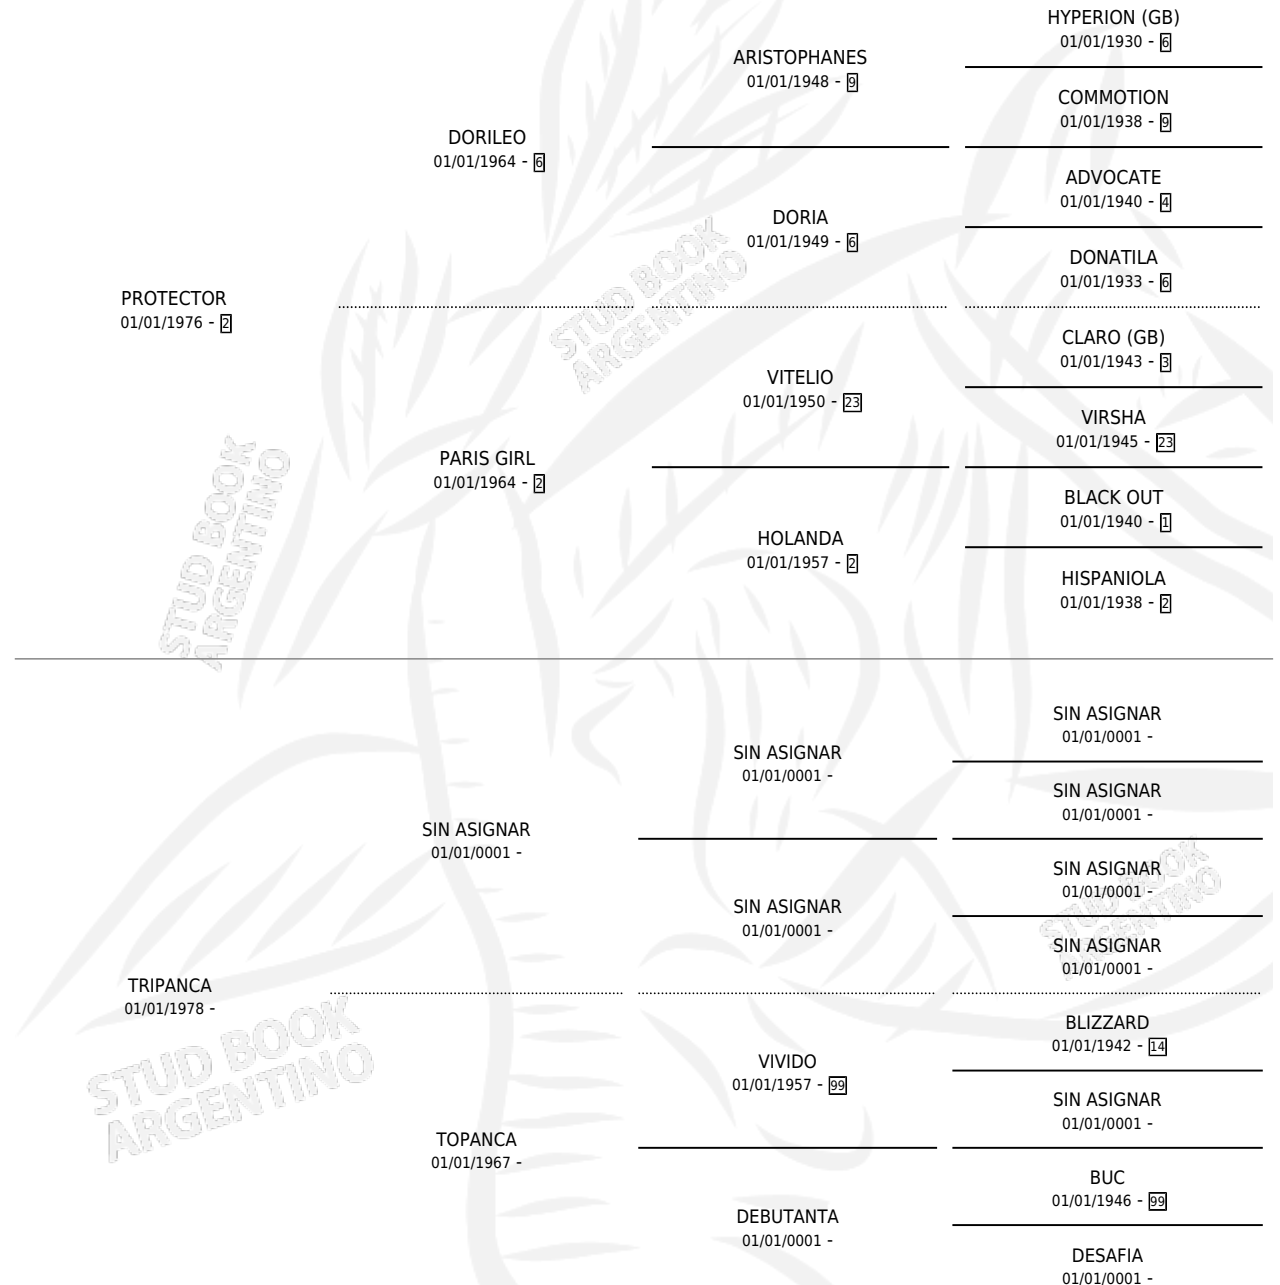 HYPERION (GB)
01/01/1930 - 6
ARISTOPHANES
01/01/1948 - 9
COMMOTION
01/01/1938 - 9
DORILEO
01/01/1964 - 6
ADVOCATE
01/01/1940 - 4
DORIA
01/01/1949 - 6
DONATILA
01/01/1933 - 6
PROTECTOR
01/01/1976 - 2
CLARO (GB)
01/01/1943 - 3
VITELIO
01/01/1950 - 23
VIRSHA
01/01/1945 - 23
PARIS GIRL
01/01/1964 - 2
BLACK OUT
01/01/1940 - 1
HOLANDA
01/01/1957 - 2
HISPANIOLA
01/01/1938 - 2
SIN ASIGNAR
01/01/0001 -
SIN ASIGNAR
01/01/0001 -
SIN ASIGNAR
01/01/0001 -
SIN ASIGNAR
01/01/0001 -
SIN ASIGNAR
01/01/0001 -
SIN ASIGNAR
01/01/0001 -
SIN ASIGNAR
01/01/0001 -
TRIPANCA
01/01/1978 -
BLIZZARD
01/01/1942 - 14
VIVIDO
01/01/1957 - 99
SIN ASIGNAR
01/01/0001 -
TOPANCA
01/01/1967 -
BUC
01/01/1946 - 99
DEBUTANTA
01/01/0001 -
DESAFIA
01/01/0001 -
STUD BOOK
ARGENTINO
STUD BOOK
ARGENTINO
STUD BOOK
ARGENTINO
STUD BOOK
ARGENTINO